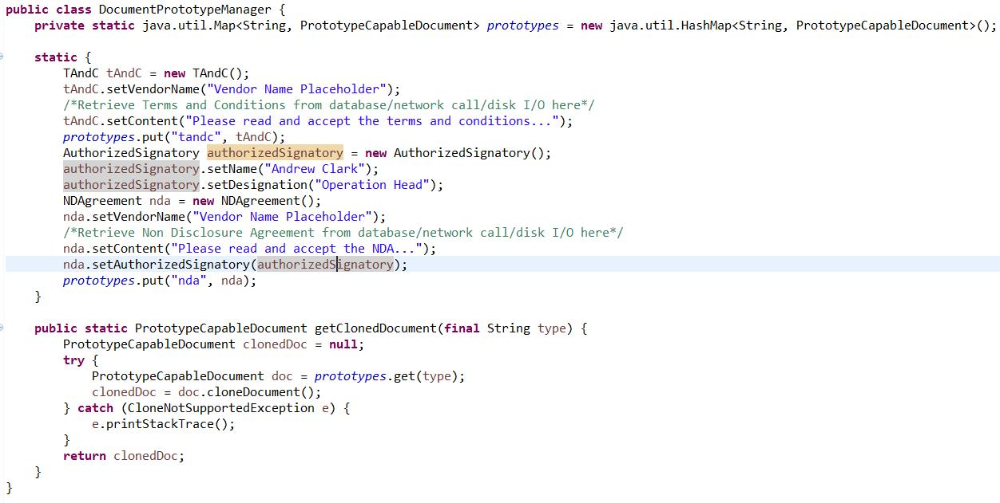 public class DocumentPrototypeManager {
    private static java.util.Map<String, PrototypeCapableDocument> prototypes = new java.util.HashMap<String, PrototypeCapableDocument>();

    static {
        TAndC tAndC = new TAndC();
        tAndC.setVendorName("Vendor Name Placeholder");
        /*Retrieve Terms and Conditions from database/network call/disk I/O here*/
        tAndC.setContent("Please read and accept the terms and conditions...");
        prototypes.put("tandc", tAndC);
        AuthorizedSignatory authorizedSignatory = new AuthorizedSignatory();
        authorizedSignatory.setName("Andrew Clark");
        authorizedSignatory.setDesignation("Operation Head");
        NDAgreement nda = new NDAgreement();
        nda.setVendorName("Vendor Name Placeholder");
        /*Retrieve Non Disclosure Agreement from database/network call/disk I/O here*/
        nda.setContent("Please read and accept the NDA...");
        nda.setAuthorizedSignatory(authorizedSignatory);
        prototypes.put("nda", nda);
    }

    public static PrototypeCapableDocument getClonedDocument(final String type) {
        PrototypeCapableDocument clonedDoc = null;
        try {
            PrototypeCapableDocument doc = prototypes.get(type);
            clonedDoc = doc.cloneDocument();
        } catch (CloneNotSupportedException e) {
            e.printStackTrace();
        }
        return clonedDoc;
    }
}